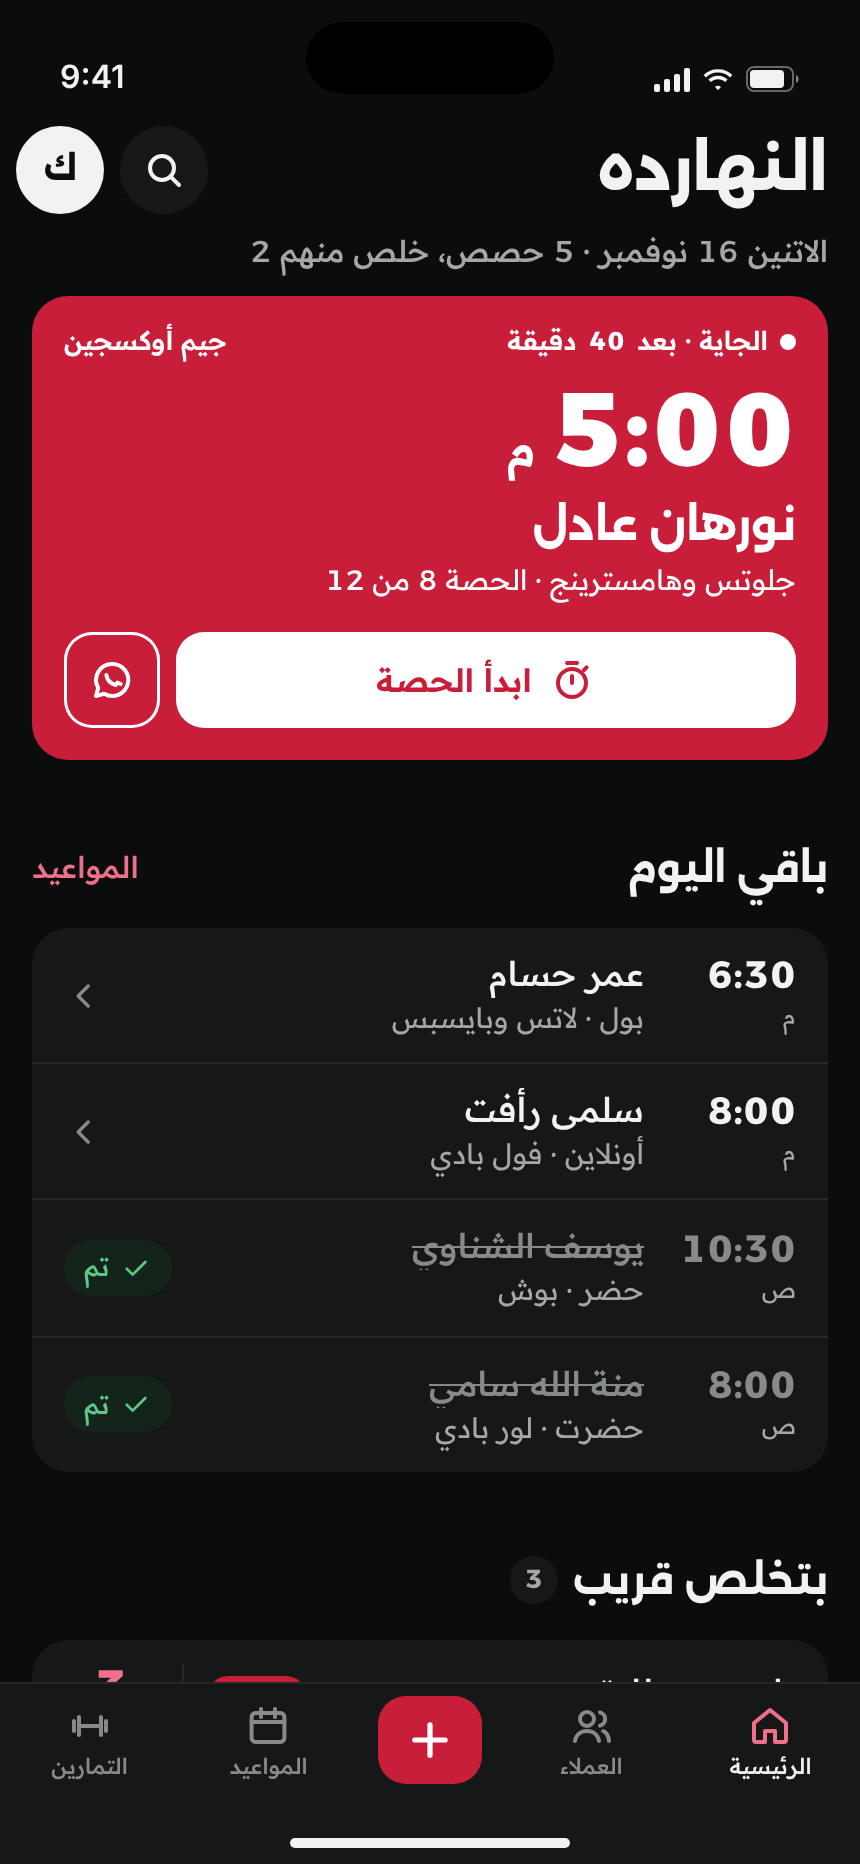 9:41
النهارده
ك
الاتنين 16 نوفمبر · 5 حصص، خلص منهم 2
الجاية · بعد 40 دقيقة
جيم أوكسجين
5:00 م
نورهان عادل
جلوتس وهامسترينج · الحصة 8 من 12
ابدأ الحصة
باقي اليوم
المواعيد
6:30 م
عمر حسام
بول · لاتس وبايسبس
8:00 م
سلمى رأفت
أونلاين · فول بادي
10:30 ص
يوسف الشناوي
حضر · بوش
تم
8:00 ص
منة الله سامي
حضرت · لور بادي
تم
بتخلص قريب
3
الرئيسية
العملاء
المواعيد
التمارين